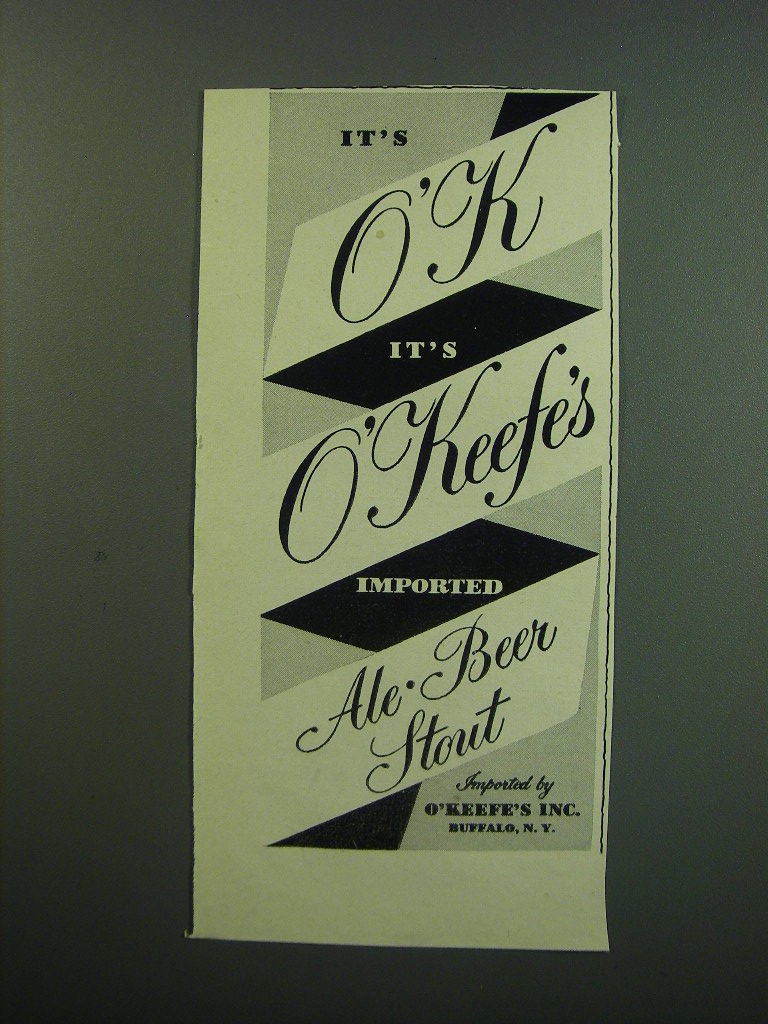 IT'S
O'K
IT'S
O'Keefe's
IMPORTED
Ale · Beer
Stout
Imported by
O'KEEFE'S INC.
BUFFALO, N. Y.